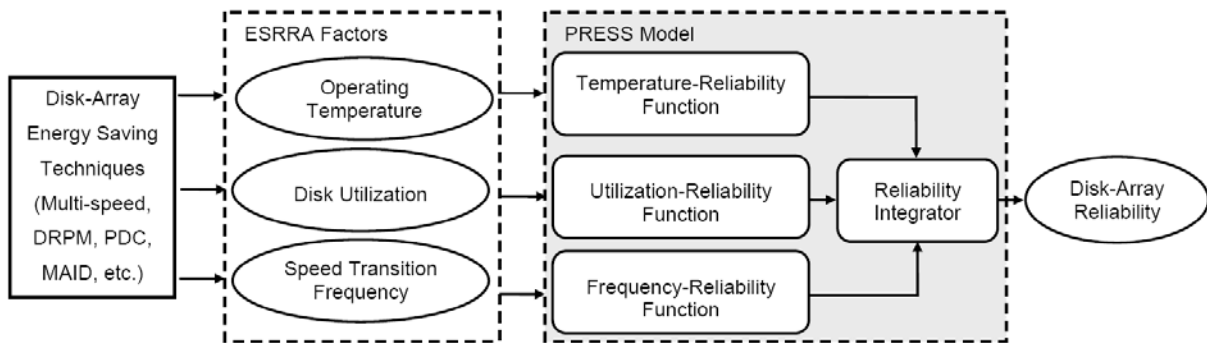 Disk-Array
Energy Saving
Techniques
(Multi-speed,
DRPM, PDC,
MAID, etc.)
ESRRA Factors
Operating
Temperature
Disk Utilization
Speed Transition
Frequency
PRESS Model
Temperature-Reliability
Function
Utilization-Reliability
Function
Frequency-Reliability
Function
Reliability
Integrator
Disk-Array
Reliability